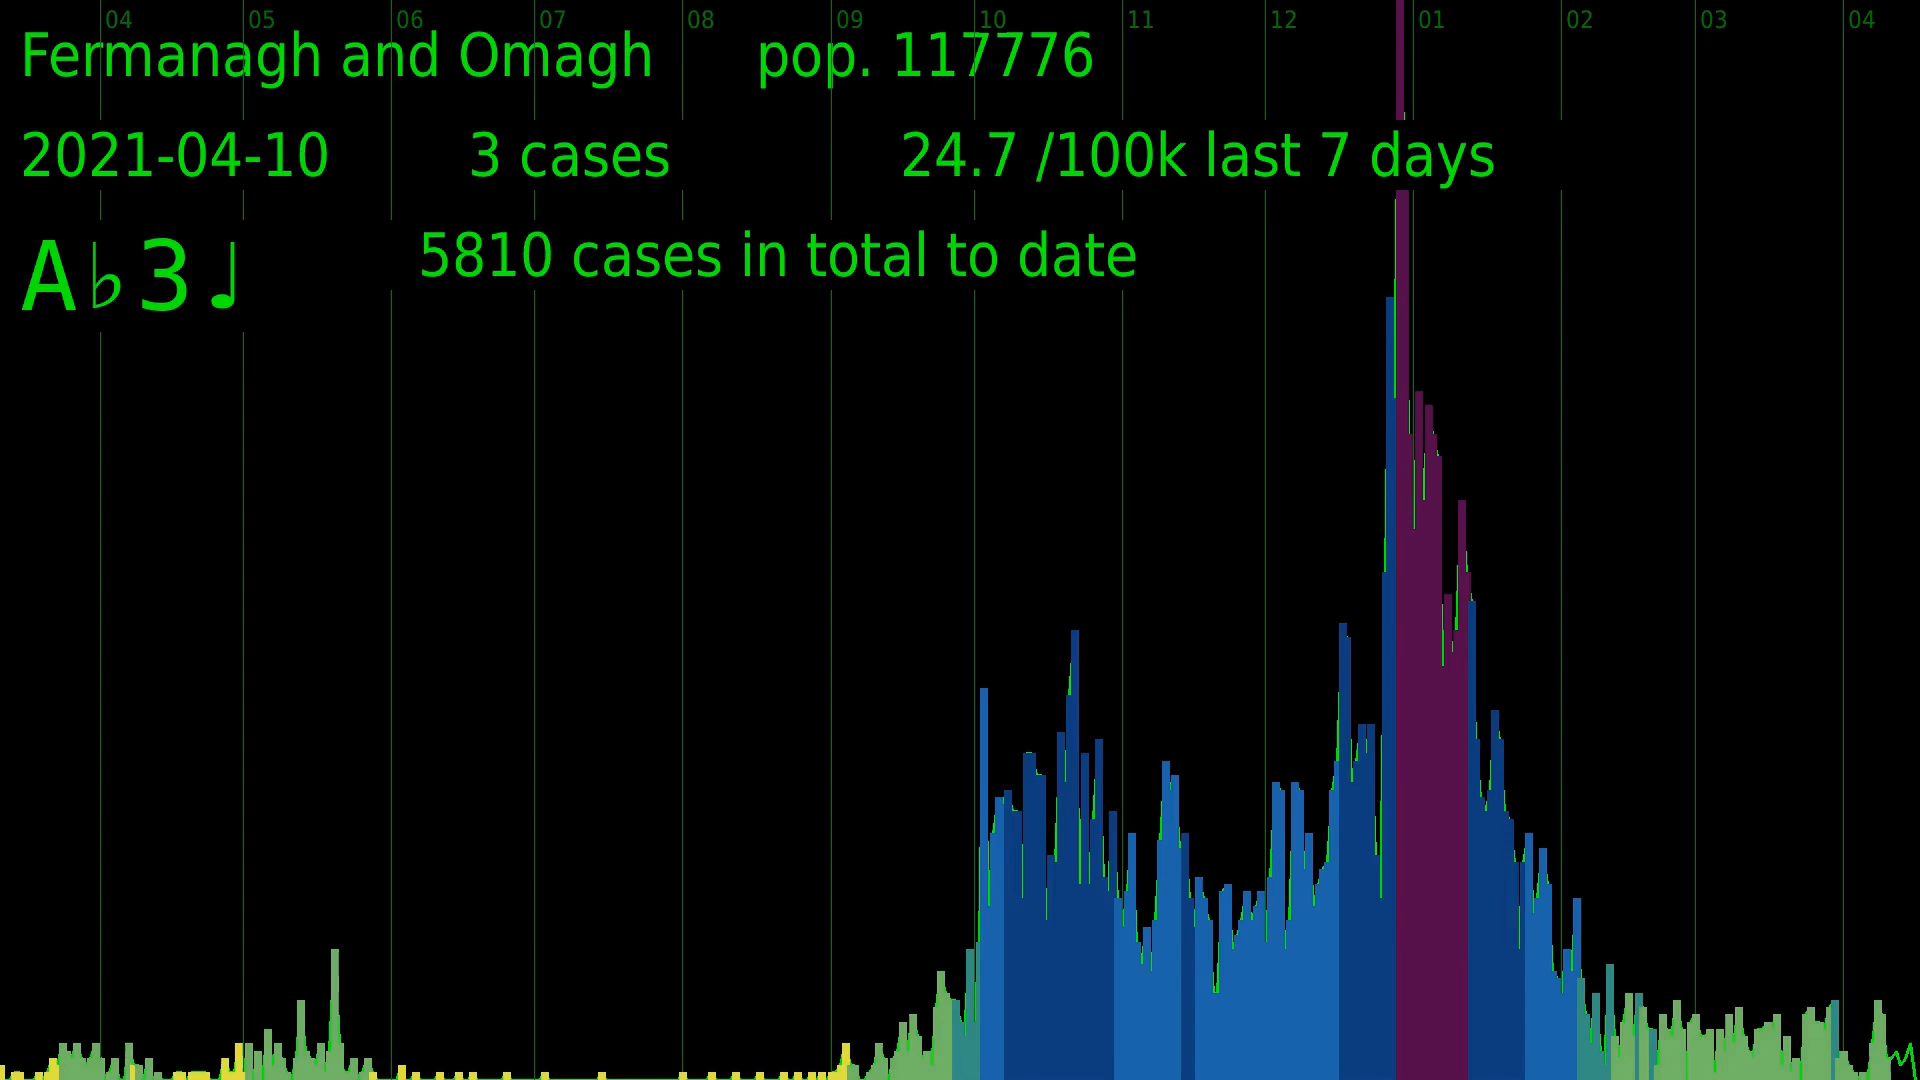 04 05 06 07 08 09 10 11 12 01 02 03 04
Fermanagh and Omagh pop. 117776
2021-04-10 3 cases 24.7 /100k last 7 days
A♭3♩ 5810 cases in total to date